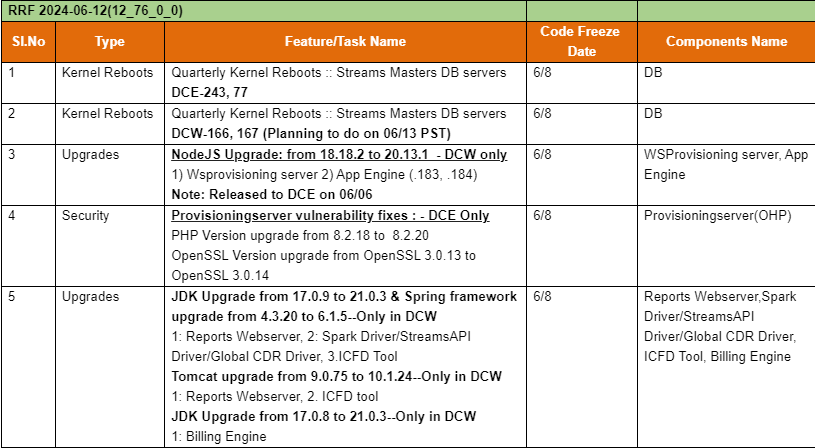 RRF 2024-06-12(12_76_0_0)
Sl.No Type Feature/Task Name Code Freeze Date Components Name
1 Kernel Reboots Quarterly Kernel Reboots :: Streams Masters DB servers 6/8 DB
DCE-243, 77
2 Kernel Reboots Quarterly Kernel Reboots :: Streams Masters DB servers 6/8 DB
DCW-166, 167 (Planning to do on 06/13 PST)
3 Upgrades NodeJS Upgrade: from 18.18.2 to 20.13.1 - DCW only 6/8 WSProvisioning server, App
1) Wsprovisioning server 2) App Engine (.183, .184) Engine
Note: Released to DCE on 06/06
4 Security Provisioningserver vulnerability fixes : - DCE Only 6/8 Provisioningserver(OHP)
PHP Version upgrade from 8.2.18 to 8.2.20
OpenSSL Version upgrade from OpenSSL 3.0.13 to
OpenSSL 3.0.14
5 Upgrades JDK Upgrade from 17.0.9 to 21.0.3 & Spring framework 6/8 Reports Webserver,Spark
upgrade from 4.3.20 to 6.1.5--Only in DCW Driver/StreamsAPI
1: Reports Webserver, 2: Spark Driver/StreamsAPI Driver/Global CDR Driver,
Driver/Global CDR Driver, 3.ICFD Tool ICFD Tool, Billing Engine
Tomcat upgrade from 9.0.75 to 10.1.24--Only in DCW
1: Reports Webserver, 2. ICFD tool
JDK Upgrade from 17.0.8 to 21.0.3--Only in DCW
1: Billing Engine